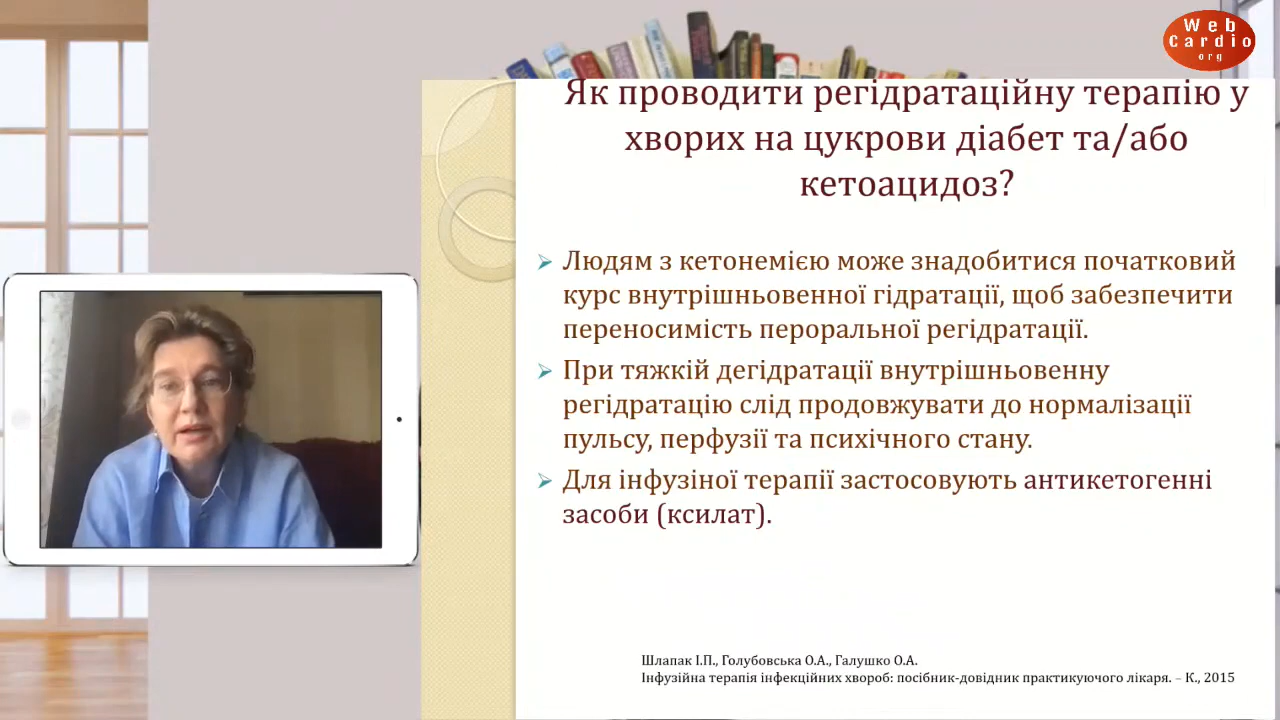 Web
Cardio
org
Як проводити регідратаційну терапію у
хворих на цукрови діабет та/або
кетоацидоз?
Людям з кетонемією може знадобитися початковий
курс внутрішньовенної гідратації, щоб забезпечити
переносимість пероральної регідратації.
При тяжкій дегідратації внутрішньовенну
регідратацію слід продовжувати до нормалізації
пульсу, перфузії та психічного стану.
Для інфузіної терапії застосовують антикетогенні
засоби (ксилат).
Шлапак І.П., Голубовська О.А., Галушко О.А.
Інфузійна терапія інфекційних хвороб: посібник-довідник практикуючого лікаря. – К., 2015